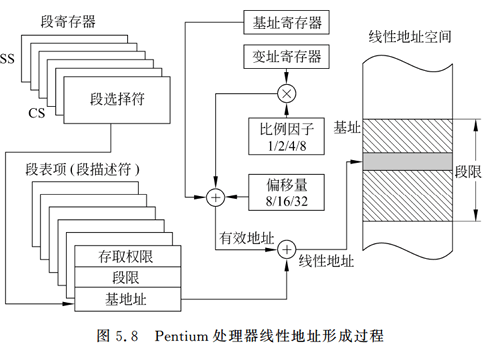 段寄存器
SS
CS
段选择符
段表项(段描述符)
存取权限
段限
基地址
基址寄存器
变址寄存器
比例因子
1/2/4/8
偏移量
8/16/32
有效地址
线性地址
线性地址空间
基址
段限
图 5.8 Pentium 处理器线性地址形成过程